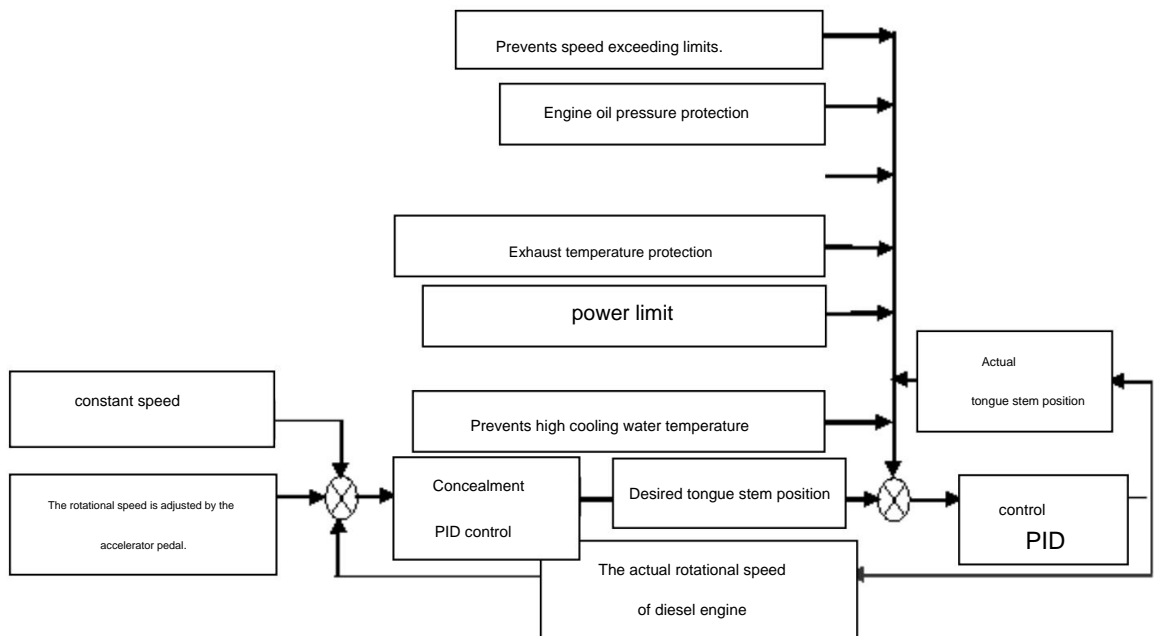 Prevents speed exceeding limits.
Engine oil pressure protection
Exhaust temperature protection
power limit
Actual
tongue stem position
constant speed
Prevents high cooling water temperature
The rotational speed is adjusted by the
accelerator pedal.
Concealment
PID control
Desired tongue stem position
control
PID
The actual rotational speed
of diesel engine